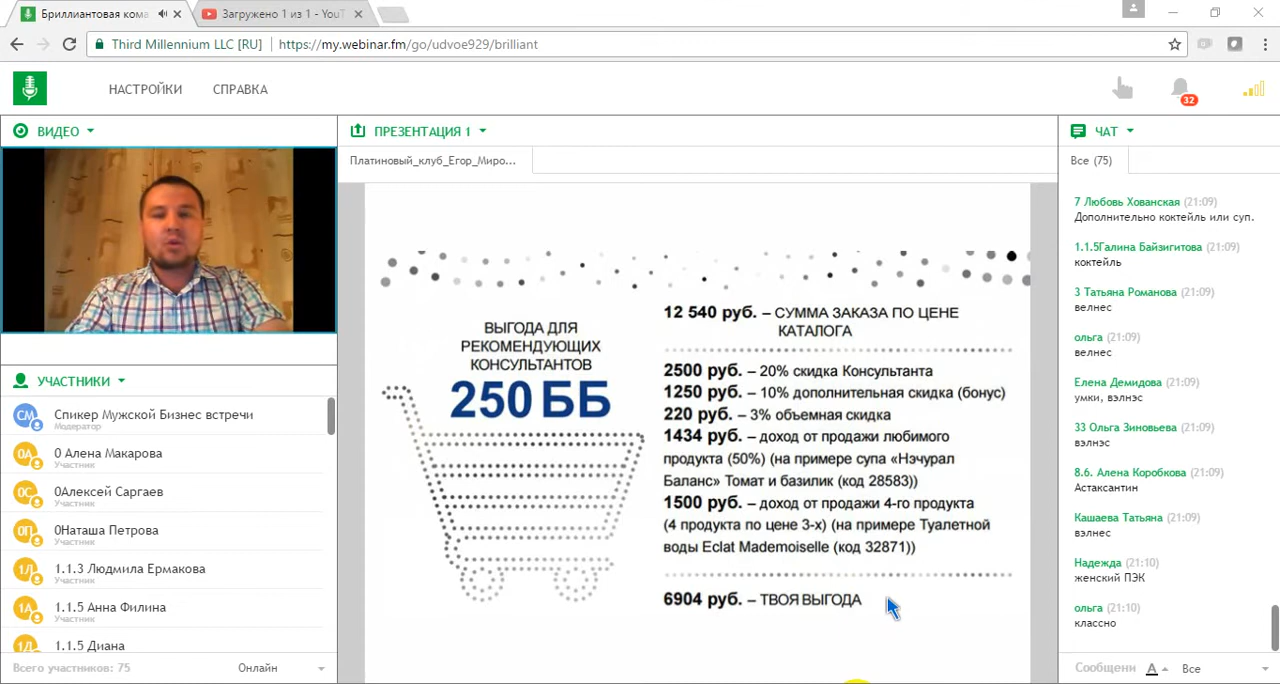 Бриллиантовая кома
Загружено 1 из 1 - YouT
Third Millennium LLC [RU]
https://my.webinar.fm/go/udvoe929/brilliant
НАСТРОЙКИ
СПРАВКА
32
ВИДЕО
Спикер Мужской Бизнес встречи
Модератор
УЧАСТНИКИ
СМ
0А
0 Алена Макарова
Участник
0С
0Алексей Саргаев
Участник
0П
0Наташа Петрова
Участник
1Л
1.1.3 Людмила Ермакова
Участник
1А
1.1.5 Анна Филина
Участник
1Д
1.1.5 Диана
Всего участников: 75
Онлайн
ПРЕЗЕНТАЦИЯ 1
Платиновый_клуб_Егор_Миро...
ВЫГОДА ДЛЯ
РЕКОМЕНДУЮЩИХ
КОНСУЛЬТАНТОВ
250 ББ
12 540 руб. – СУММА ЗАКАЗА ПО ЦЕНЕ
КАТАЛОГА
2500 руб. – 20% скидка Консультанта
1250 руб. – 10% дополнительная скидка (бонус)
220 руб. – 3% объемная скидка
1434 руб. – доход от продажи любимого
продукта (50%) (на примере супа «Нэчурал
Баланс» Томат и базилик (код 28583))
1500 руб. – доход от продажи 4-го продукта
(4 продукта по цене 3-х) (на примере Туалетной
воды Eclat Mademoiselle (код 32871))
6904 руб. – ТВОЯ ВЫГОДА
ЧАТ
Все (75)
7 Любовь Хованская (21:09)
Дополнительно коктейль или суп.
1.1.5Галина Байзигитова (21:09)
коктейль
3 Татьяна Романова (21:09)
велнес
ольга (21:09)
велнес
Елена Демидова (21:09)
умки, вэлнэс
33 Ольга Зиновьева (21:09)
вэлнэс
8.6. Алена Коробкова (21:09)
Астаксантин
Кашаева Татьяна (21:09)
вэлнес
Надежда (21:10)
женский ПЭК
ольга (21:10)
классно
Сообщени
А
Все